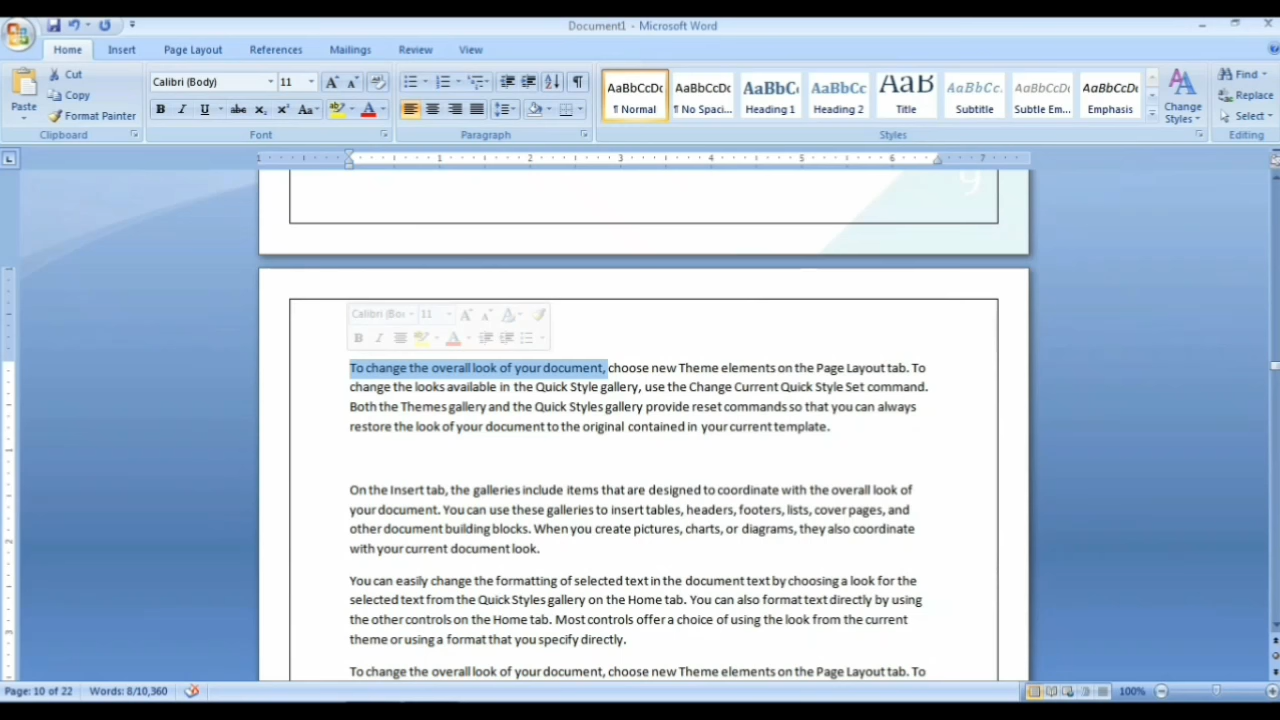 Document1 - Microsoft Word
Home Insert Page Layout References Mailings Review View
Paste
Cut
Copy
Format Painter
Clipboard
Calibri (Body) 11
Font
Paragraph
AaBbCcDc AaBbCcDc AaBbC AaBbCc AaB AaBbCc. AaBbCcDc AaBbCcDc
¶ Normal ¶ No Spaci... Heading 1 Heading 2 Title Subtitle Subtle Em... Emphasis
Styles
Change
Styles
Find
Replace
Select
Editing
1 1 2 3 4 5 6 7
9
Calibri (Bo 11
To change the overall look of your document, choose new Theme elements on the Page Layout tab. To
change the looks available in the Quick Style gallery, use the Change Current Quick Style Set command.
Both the Themes gallery and the Quick Styles gallery provide reset commands so that you can always
restore the look of your document to the original contained in your current template.
On the Insert tab, the galleries include items that are designed to coordinate with the overall look of
your document. You can use these galleries to insert tables, headers, footers, lists, cover pages, and
other document building blocks. When you create pictures, charts, or diagrams, they also coordinate
with your current document look.
You can easily change the formatting of selected text in the document text by choosing a look for the
selected text from the Quick Styles gallery on the Home tab. You can also format text directly by using
the other controls on the Home tab. Most controls offer a choice of using the look from the current
theme or using a format that you specify directly.
To change the overall look of your document, choose new Theme elements on the Page Layout tab. To
Page: 10 of 22 Words: 8/10,360 100%